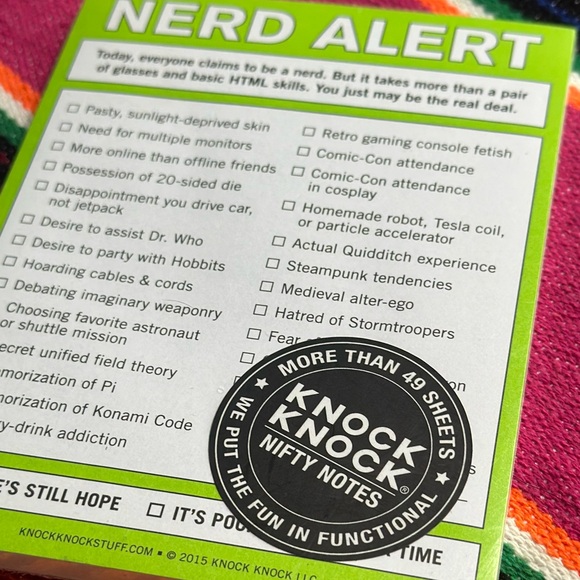 NERD ALERT
Today, everyone claims to be a nerd. But it takes more than a pair
of glasses and basic HTML skills. You just may be the real deal.
Pasty, sunlight-deprived skin
Need for multiple monitors
More online than offline friends
Possession of 20-sided die
Disappointment you drive car,
not jetpack
Desire to assist Dr. Who
Desire to party with Hobbits
Hoarding cables & cords
Debating imaginary weaponry
Choosing favorite astronaut
or shuttle mission
ecret unified field theory
morization of Pi
norization of Konami Code
y-drink addiction
Retro gaming console fetish
Comic-Con attendance
Comic-Con attendance
in cosplay
Homemade robot, Tesla coil,
or particle accelerator
Actual Quidditch experience
Steampunk tendencies
Medieval alter-ego
Hatred of Stormtroopers
Fear
on
s
MORE THAN 49 SHEETS
KNOCK
KNOCK®
NIFTY NOTES
WE PUT THE FUN IN FUNCTIONAL
E'S STILL HOPE
IT'S POU
TIME
KNOCKKNOCKSTUFF.COM ▪ © 2015 KNOCK KNOCK LLC